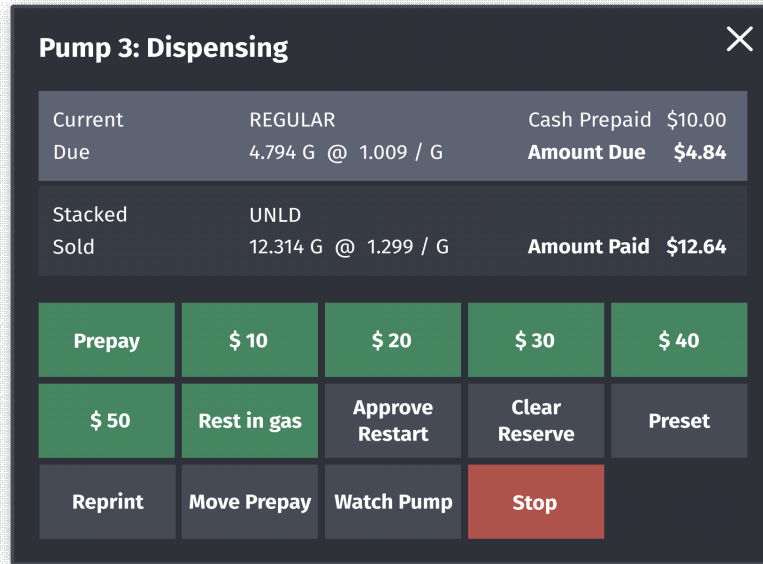 Pump 3: Dispensing
Current REGULAR Cash Prepaid $10.00
Due 4.794 G @ 1.009 / G Amount Due $4.84
Stacked UNLD
Sold 12.314 G @ 1.299 / G Amount Paid $12.64
Prepay $ 10 $ 20 $ 30 $ 40
$ 50 Rest in gas Approve Restart Clear Reserve Preset
Reprint Move Prepay Watch Pump Stop